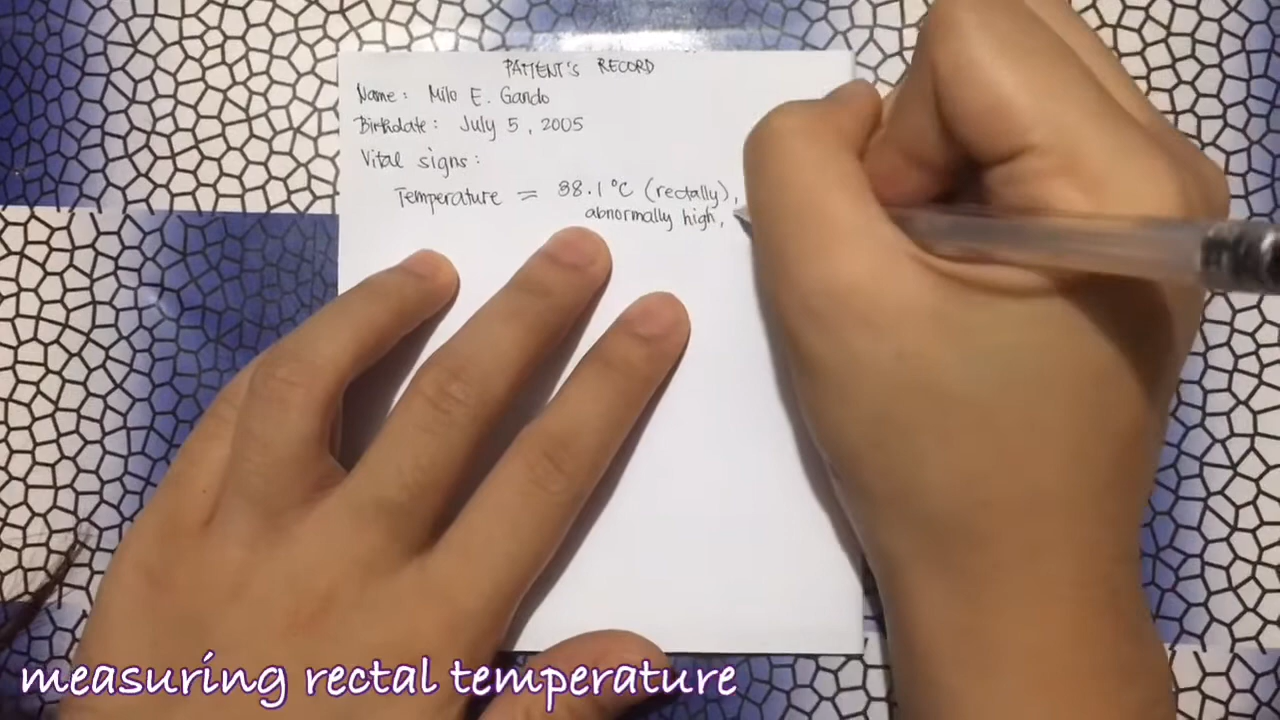 PATIENT'S RECORD
Name: Milo E. Gando
Birthdate: July 5, 2005
Vital signs:
Temperature = 38.1 °C (rectally),
abnormally high,
measuring rectal temperature